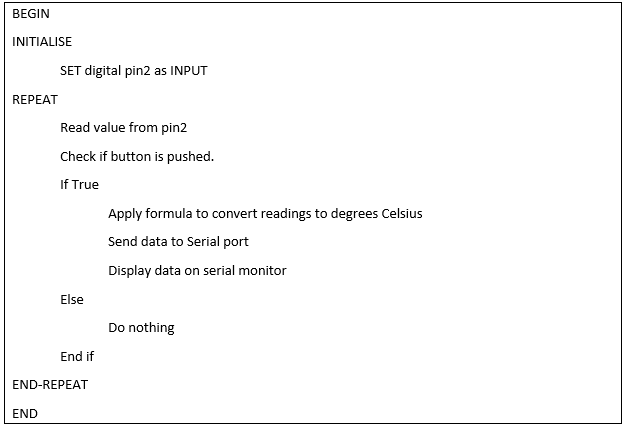 BEGIN
INITIALISE
SET digital pin2 as INPUT
REPEAT
Read value from pin2
Check if button is pushed.
If True
Apply formula to convert readings to degrees Celsius
Send data to Serial port
Display data on serial monitor
Else
Do nothing
End if
END-REPEAT
END